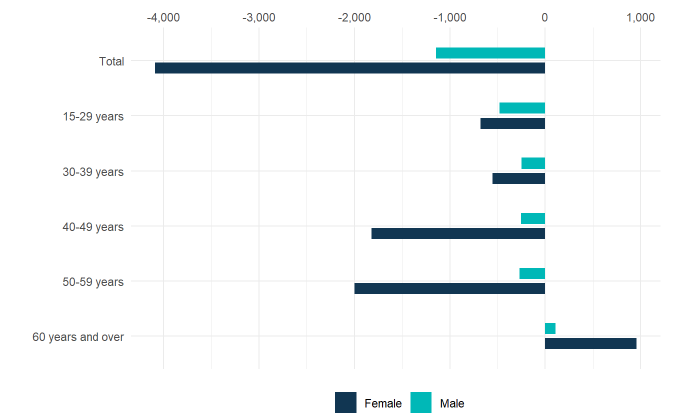 -4,000 -3,000 -2,000 -1,000 0 1,000
Total
15-29 years
30-39 years
40-49 years
50-59 years
60 years and over
Female Male